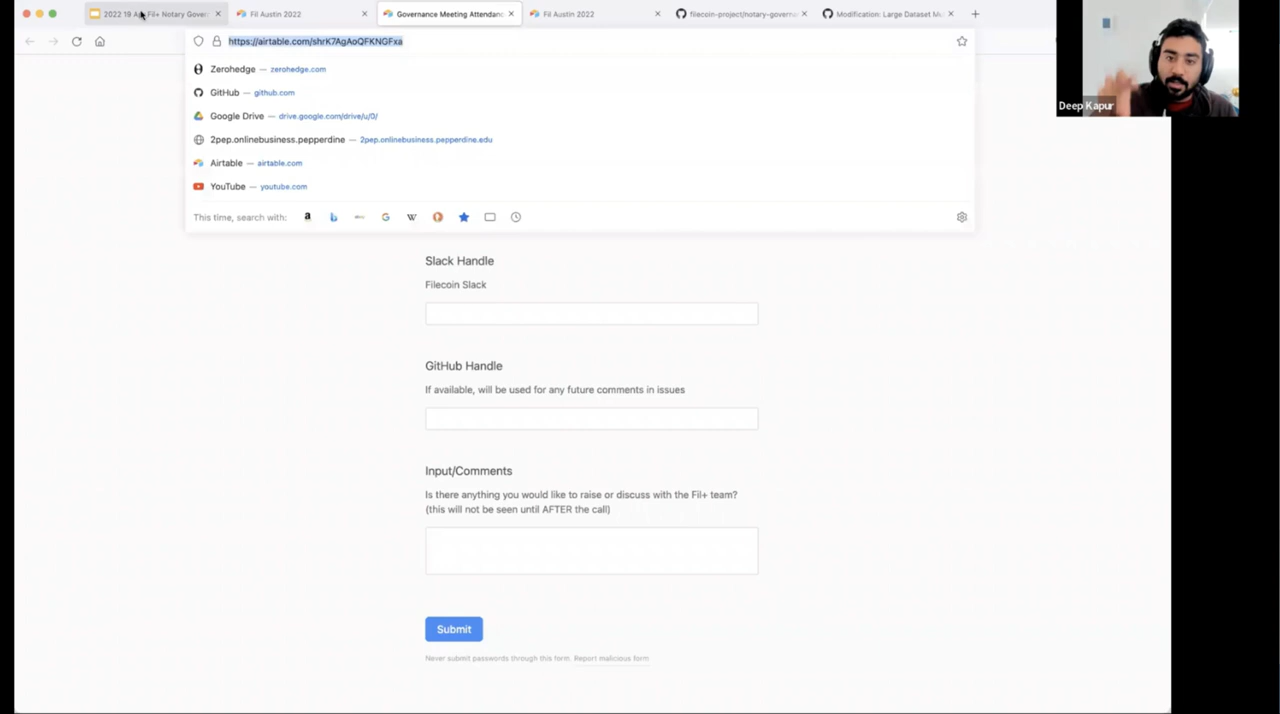 2022 19 Ap Fil+ Notary Gover
Fil Austin 2022
Governance Meeting Attendanc
Fil Austin 2022
filecoin-project/notary-governa
Modification: Large Dataset Mu
https://airtable.com/shrK7AgAoQFKNGFxa
Zerohedge — zerohedge.com
GitHub — github.com
Google Drive — drive.google.com/drive/u/0/
2pep.onlinebusiness.pepperdine — 2pep.onlinebusiness.pepperdine.edu
Airtable — airtable.com
YouTube — youtube.com
This time, search with:
Deep Kapur
Slack Handle
Filecoin Slack
GitHub Handle
If available, will be used for any future comments in issues
Input/Comments
Is there anything you would like to raise or discuss with the Fil+ team?
(this will not be seen until AFTER the call)
Submit
Never submit passwords through this form. Report malicious form